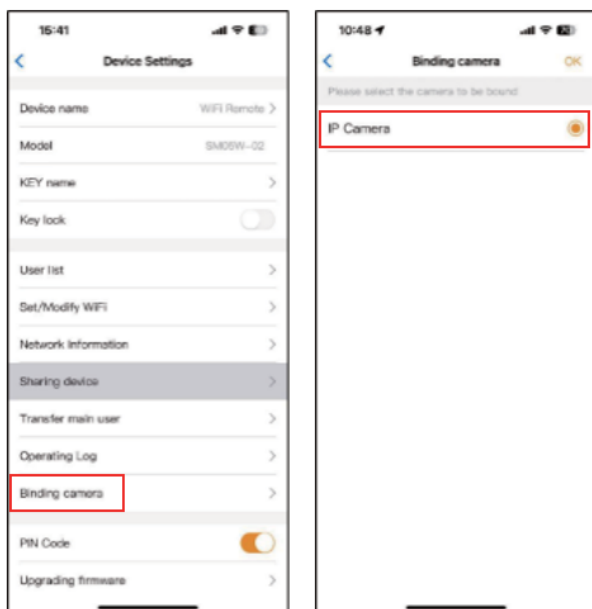 15:41
Device Settings
Device name WiFi Remote
Model SM05W-02
KEY name
Key lock
User list
Set/Modify WiFi
Network Information
Sharing device
Transfer main user
Operating Log
Binding camera
PIN Code
Upgrading firmware
10:48
Binding camera OK
Please select the camera to be bound
IP Camera